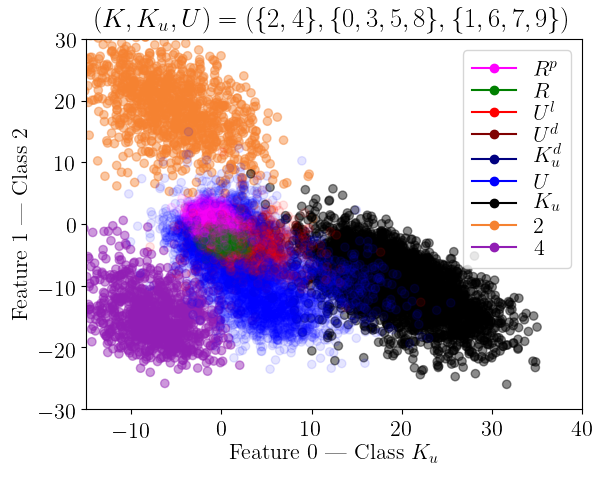 (K, K_u, U) = ({2, 4}, {0, 3, 5, 8}, {1, 6, 7, 9})
30
20
10
0
−10
−20
−30
Feature 1 — Class 2
−10
0
10
20
30
40
Feature 0 — Class K_u
R^p
R
U^l
U^d
K_u^d
U
K_u
2
4